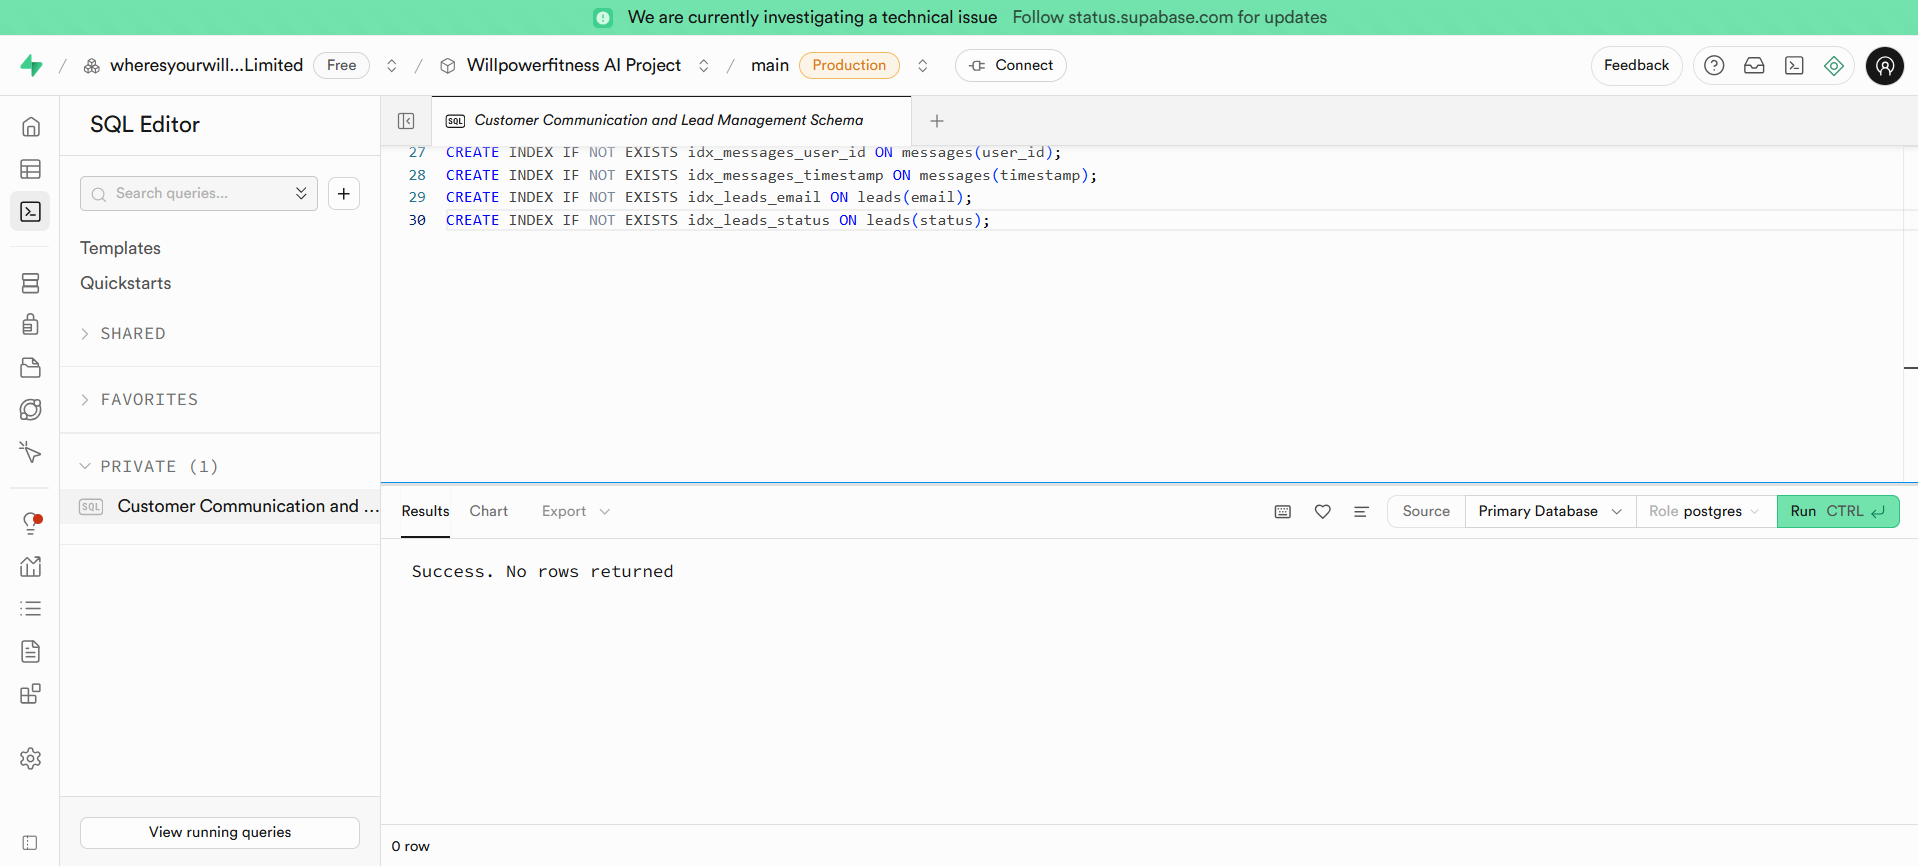 We are currently investigating a technical issue Follow status.supabase.com for updates
wheresyourwill...Limited Free Willpowerfitness AI Project main Production Connect Feedback
SQL Editor
SQL Customer Communication and Lead Management Schema
Search queries...
Templates
Quickstarts
SHARED
FAVORITES
PRIVATE (1)
SQL Customer Communication and ...
View running queries
27 CREATE INDEX IF NOT EXISTS idx_messages_user_id ON messages(user_id);
28 CREATE INDEX IF NOT EXISTS idx_messages_timestamp ON messages(timestamp);
29 CREATE INDEX IF NOT EXISTS idx_leads_email ON leads(email);
30 CREATE INDEX IF NOT EXISTS idx_leads_status ON leads(status);
Results Chart Export Source Primary Database Role postgres Run CTRL
Success. No rows returned
0 row